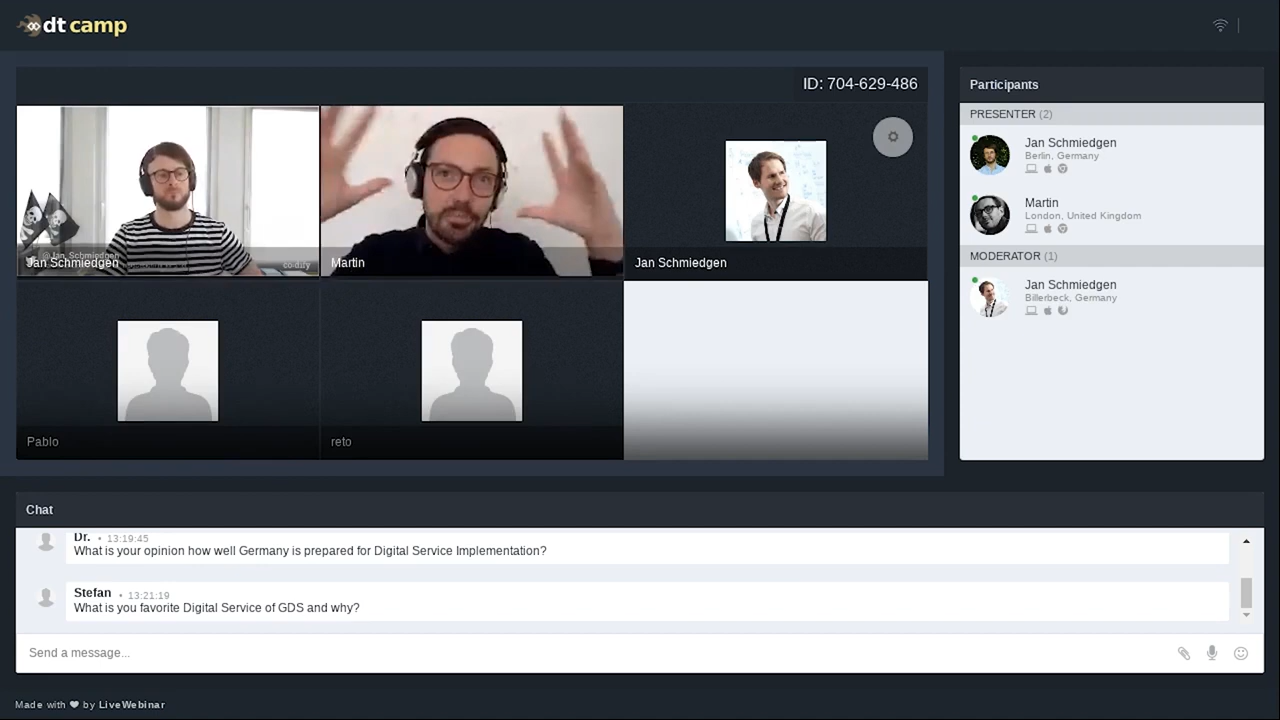 dt camp
ID: 704-629-486
@Jan_Schmiedgen
co:dify
Jan Schmiedgen
Martin
Jan Schmiedgen
Pablo
reto
Participants
PRESENTER (2)
Jan Schmiedgen
Berlin, Germany
Martin
London, United Kingdom
MODERATOR (1)
Jan Schmiedgen
Billerbeck, Germany
Chat
Dr. • 13:19:45
What is your opinion how well Germany is prepared for Digital Service Implementation?
Stefan • 13:21:19
What is you favorite Digital Service of GDS and why?
Send a message...
Made with ❤ by LiveWebinar